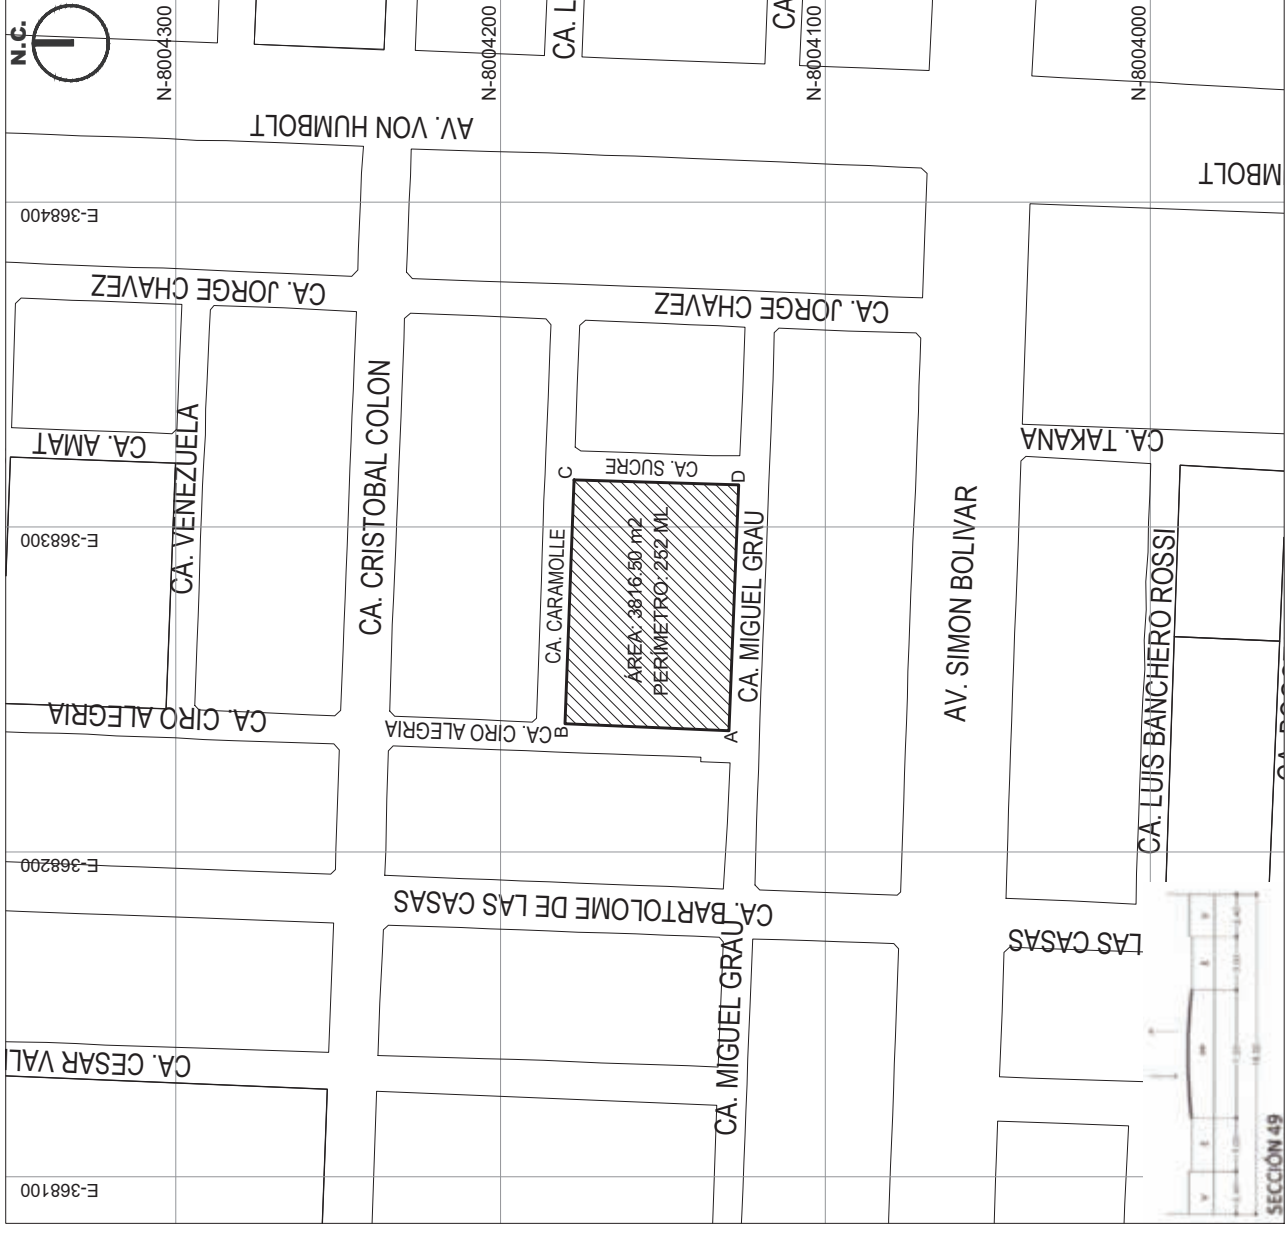 N.C.
N-8004300
N-8004200
N-8004100
N-8004000
CA. L
CA
AV. VON HUMBOLT
MBOLT
E-368400
CA. JORGE CHAVEZ
CA. JORGE CHAVEZ
CA. AMAT
CA. VENEZUELA
CA. CRISTOBAL COLON
CA. SUCRE
CA. TAKANA
C
D
E-368300
CA. CARAMOLLE
ÁREA: 3816.50 m2
PERÍMETRO: 252 ML
CA. MIGUEL GRAU
AV. SIMON BOLIVAR
CA. LUIS BANCHERO ROSSI
CA. CIRO ALEGRIA
CA. CIRO ALEGRIA
B
A
E-368200
CA. BARTOLOME DE LAS CASAS
LAS CASAS
CA. MIGUEL GRAU
CA. CESAR VAL
E-368100
SECCIÓN 49